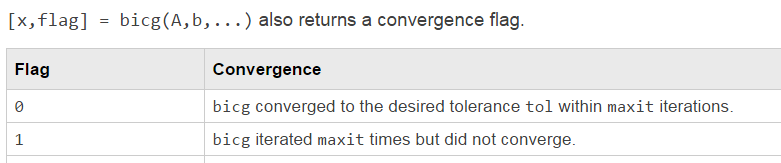 [x,flag] = bicg(A,b,...) also returns a convergence flag.
Flag Convergence
0 bicg converged to the desired tolerance tol within maxit iterations.
1 bicg iterated maxit times but did not converge.